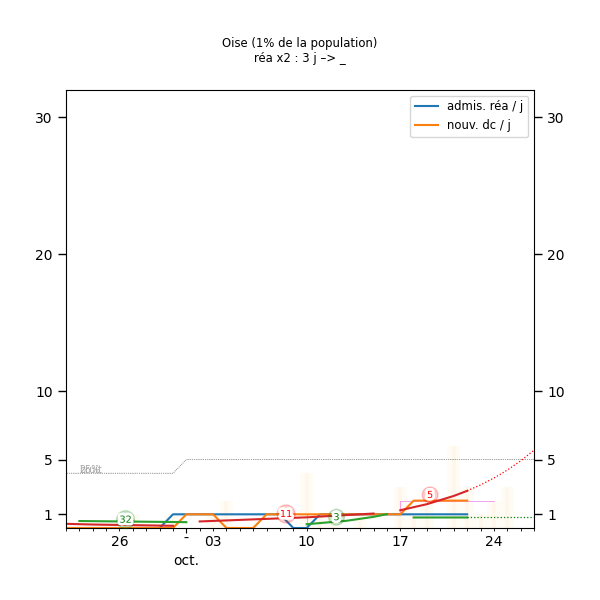 Oise (1% de la population)
réa x2 : 3 j –> _
admis. réa / j
nouv. dc / j
30 30
20 20
10 10
5 5
1 1
32 11 3 5
26 - 03 10 17 24
oct.